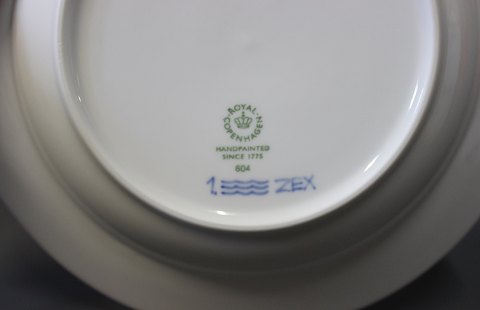 ROYAL
COPENHAGEN
HANDPAINTED
SINCE 1775
604
1. ZEX